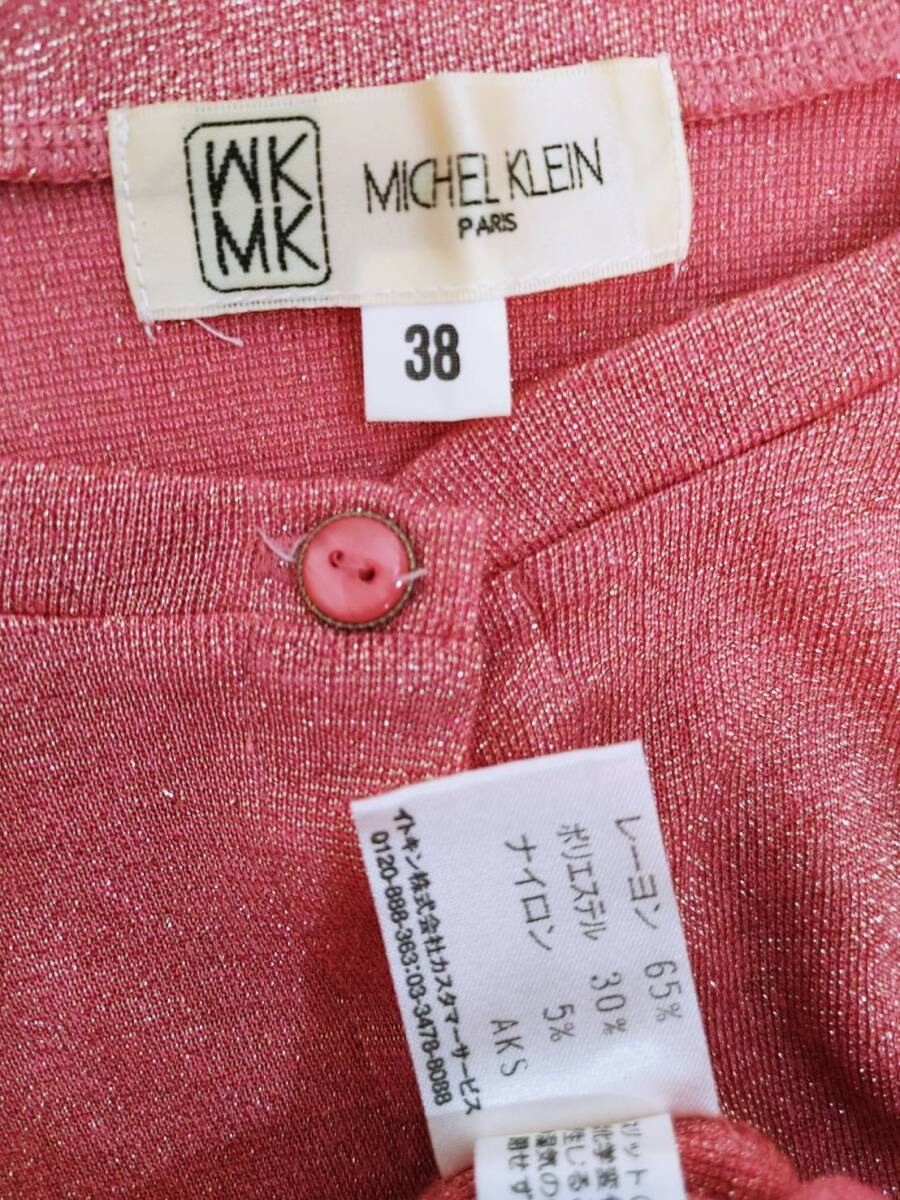 MK
MK
MICHEL KLEIN
PARIS
38
レーヨン 65%
ポリエステル 30%
ナイロン 5%
AKS
イトキン株式会社カスタマーサービス
0120-888-363:03-3478-8088